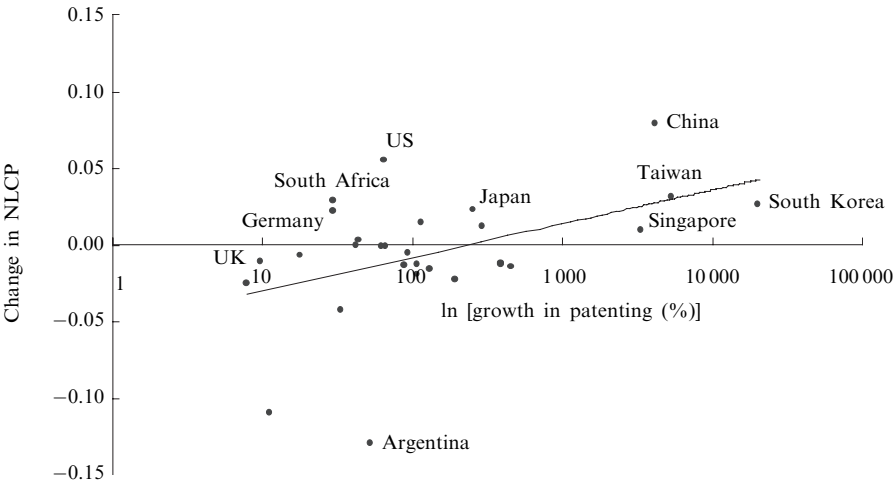 0.15
0.10
0.05
0.00
−0.05
−0.10
−0.15
Change in NLCP
China
US
Taiwan
South Africa
Japan
South Korea
Germany
Singapore
UK
1
10
100
1 000
10 000
100 000
ln [growth in patenting (%)]
Argentina